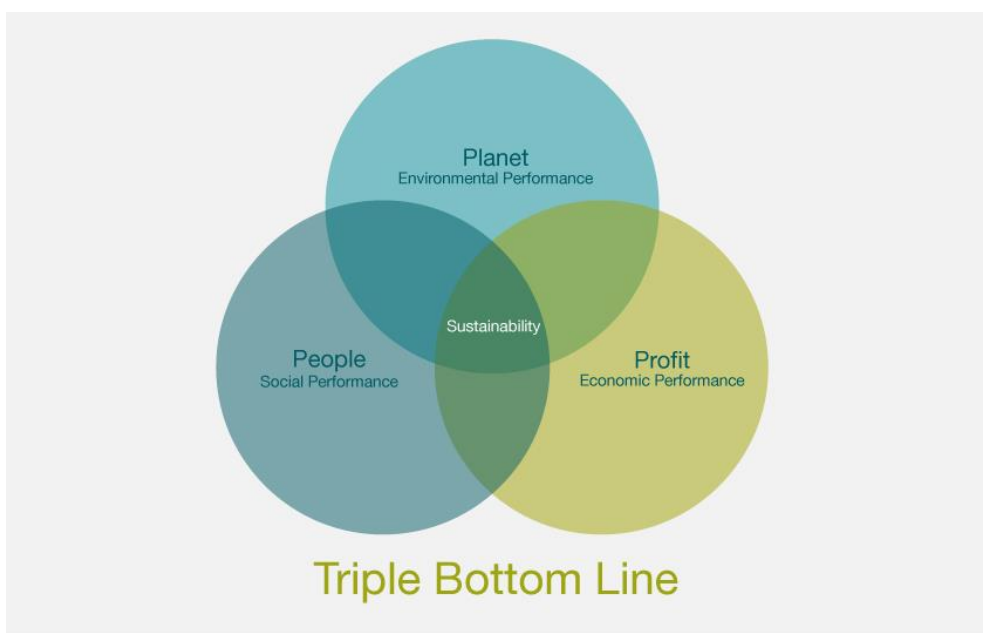 Planet
Environmental Performance
Sustainability
People
Social Performance
Profit
Economic Performance
Triple Bottom Line